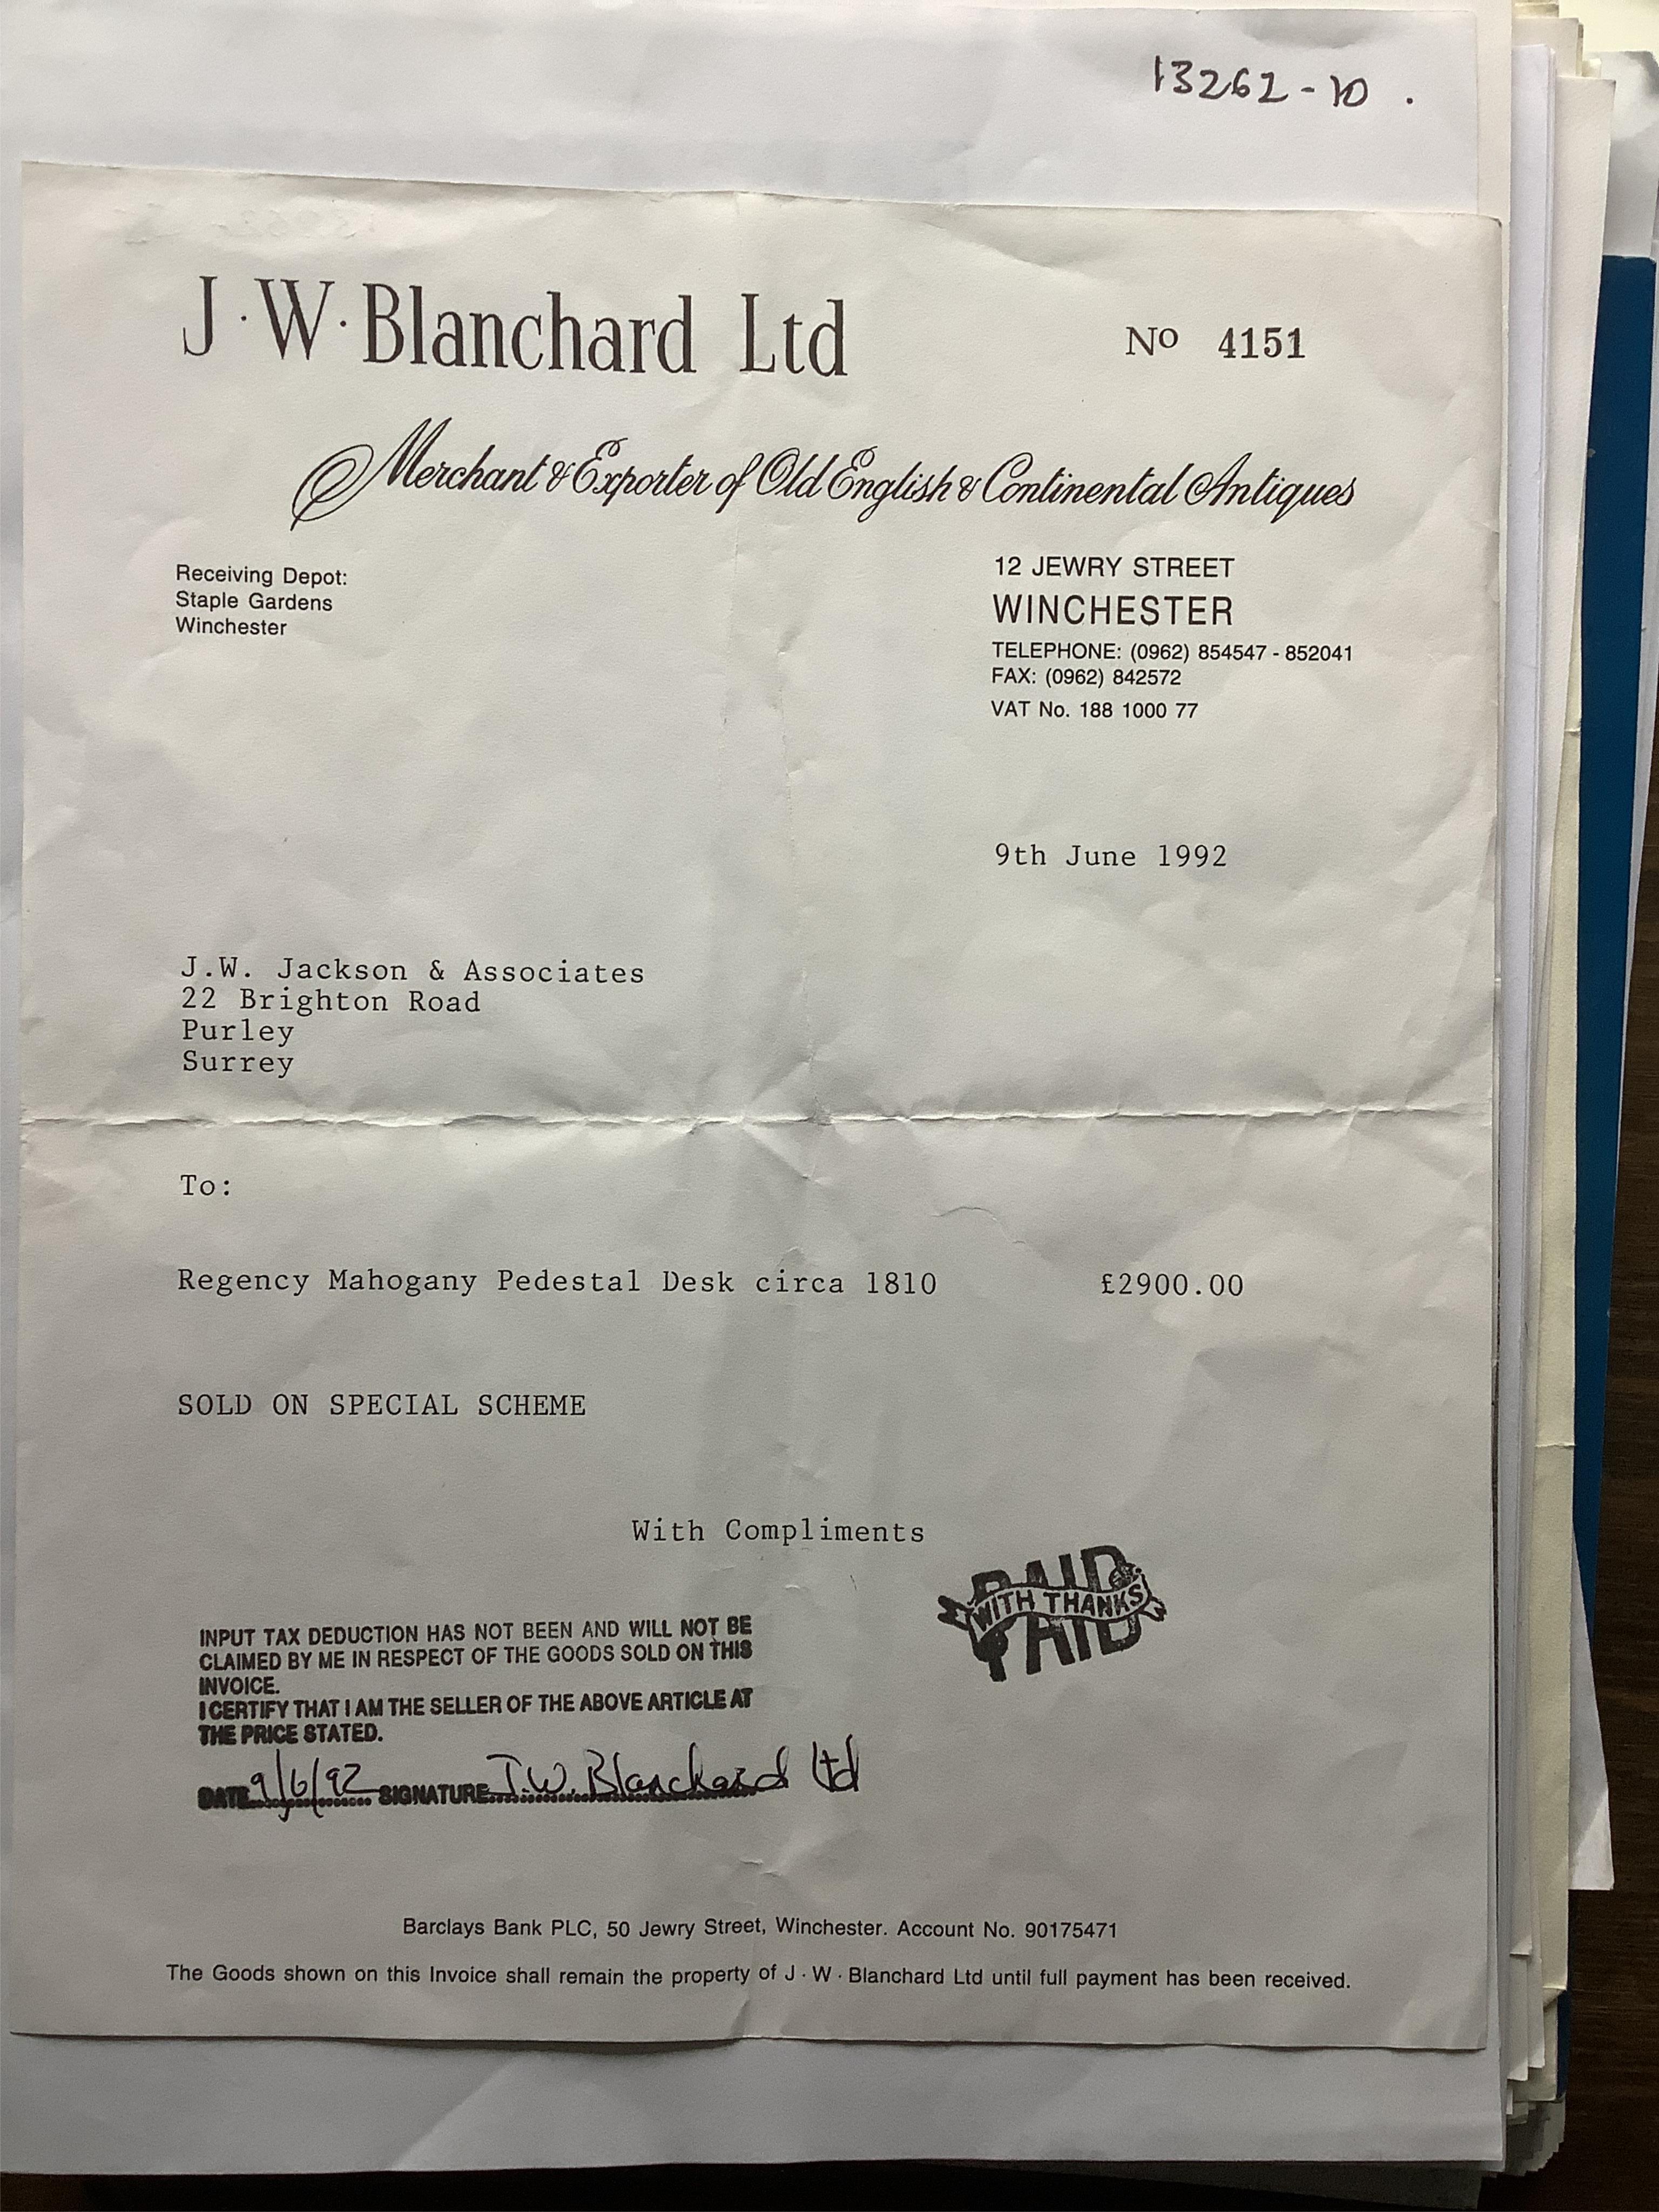 13262-10.
J·W·Blanchard Ltd
No 4151
Merchant & Exporter of Old English & Continental Antiques
Receiving Depot:
Staple Gardens
Winchester
12 JEWRY STREET
WINCHESTER
TELEPHONE: (0962) 854547 - 852041
FAX: (0962) 842572
VAT No. 188 1000 77
9th June 1992
J.W. Jackson & Associates
22 Brighton Road
Purley
Surrey
To:
Regency Mahogany Pedestal Desk circa 1810 £2900.00
SOLD ON SPECIAL SCHEME
With Compliments
PAID
WITH THANKS
PAID
INPUT TAX DEDUCTION HAS NOT BEEN AND WILL NOT BE
CLAIMED BY ME IN RESPECT OF THE GOODS SOLD ON THIS
INVOICE.
I CERTIFY THAT I AM THE SELLER OF THE ABOVE ARTICLE AT
THE PRICE STATED.
DATE 9/6/92 SIGNATURE J.W. Blanchard Ltd
Barclays Bank PLC, 50 Jewry Street, Winchester. Account No. 90175471
The Goods shown on this Invoice shall remain the property of J·W·Blanchard Ltd until full payment has been received.